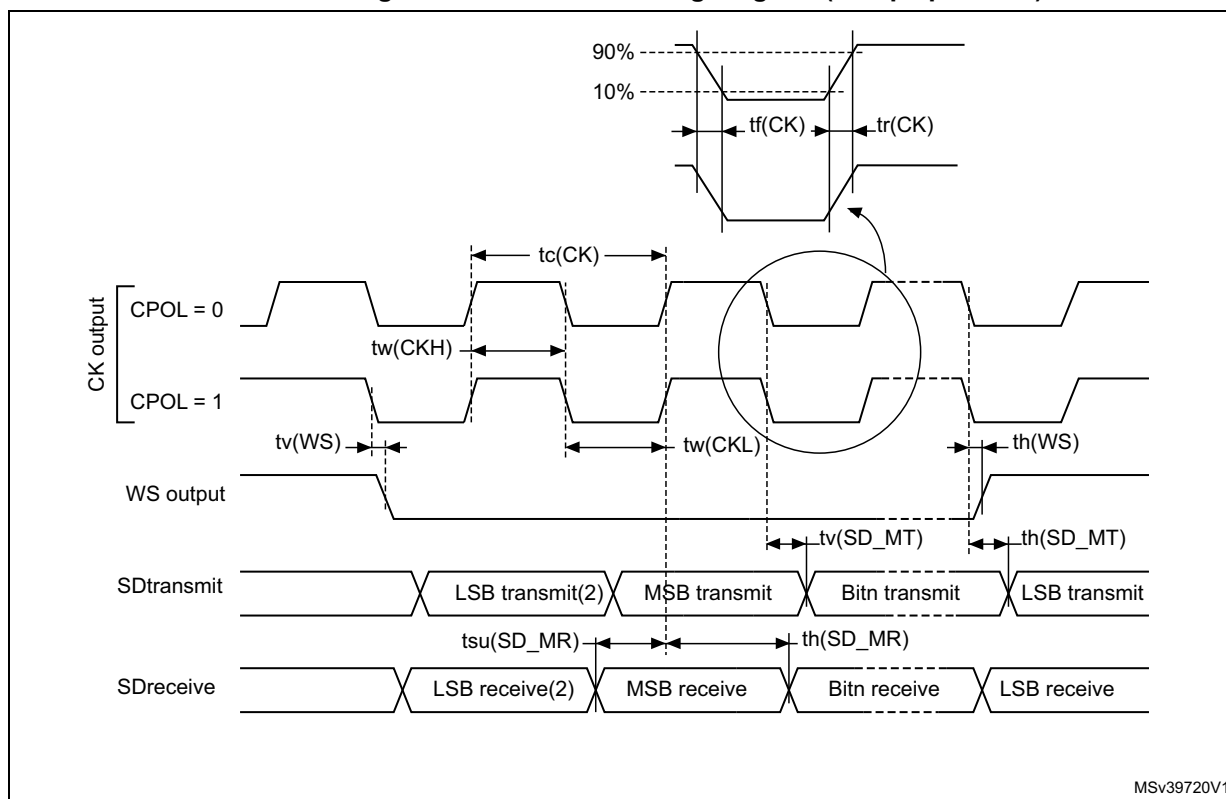 90%
10%
tf(CK)
tr(CK)
tc(CK)
CK output
CPOL = 0
tw(CKH)
CPOL = 1
tv(WS)
tw(CKL)
th(WS)
WS output
tv(SD_MT)
th(SD_MT)
SDtransmit
LSB transmit(2)
MSB transmit
Bitn transmit
LSB transmit
tsu(SD_MR)
th(SD_MR)
SDreceive
LSB receive(2)
MSB receive
Bitn receive
LSB receive
MSv39720V1